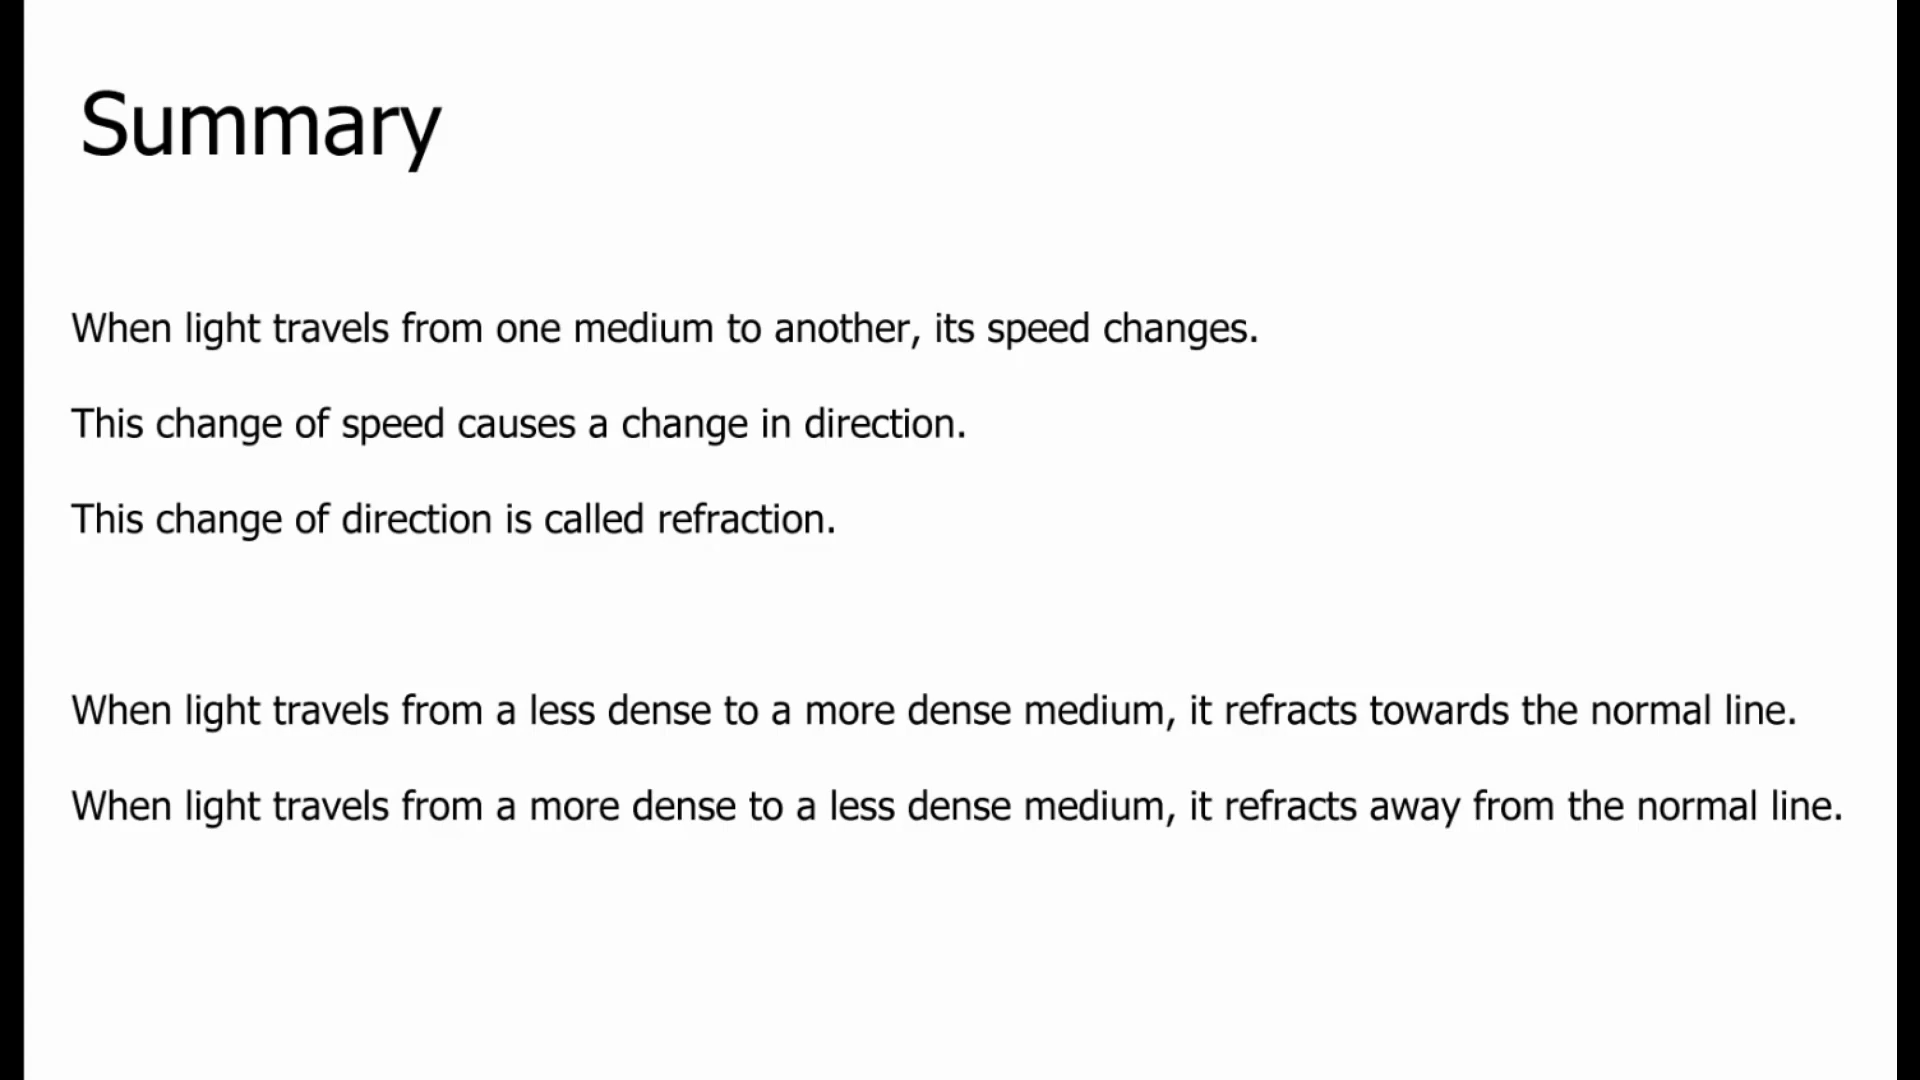 Summary
When light travels from one medium to another, its speed changes.
This change of speed causes a change in direction.
This change of direction is called refraction.
When light travels from a less dense to a more dense medium, it refracts towards the normal line.
When light travels from a more dense to a less dense medium, it refracts away from the normal line.